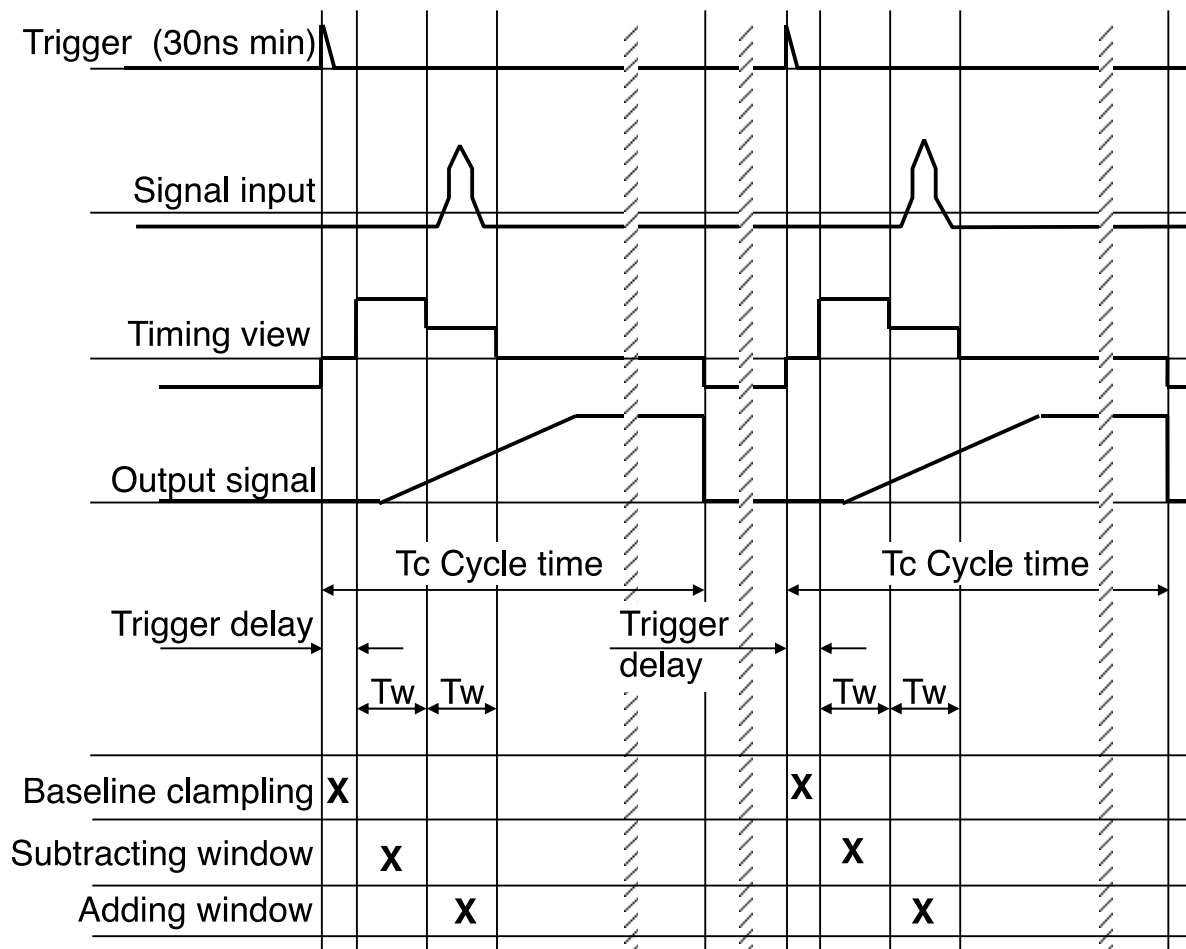 Trigger (30ns min)
Signal input
Timing view
Output signal
Tc Cycle time
Tc Cycle time
Trigger delay
Trigger
delay
Tw
Tw
Tw
Tw
Baseline clamping X X
Subtracting window X X
Adding window X X